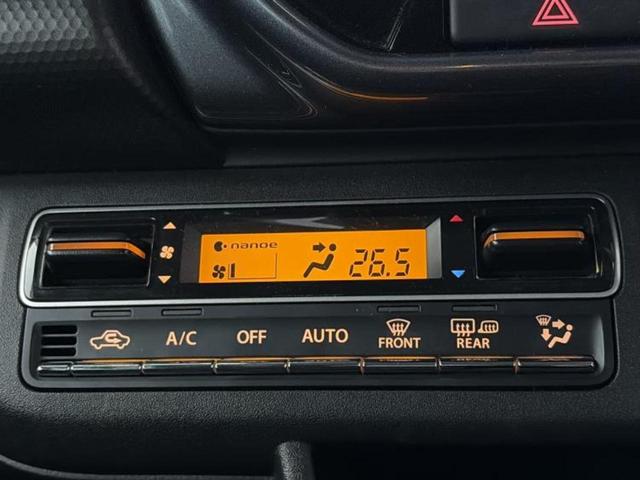 nanoe
26.5
A/C
OFF
AUTO
FRONT
REAR